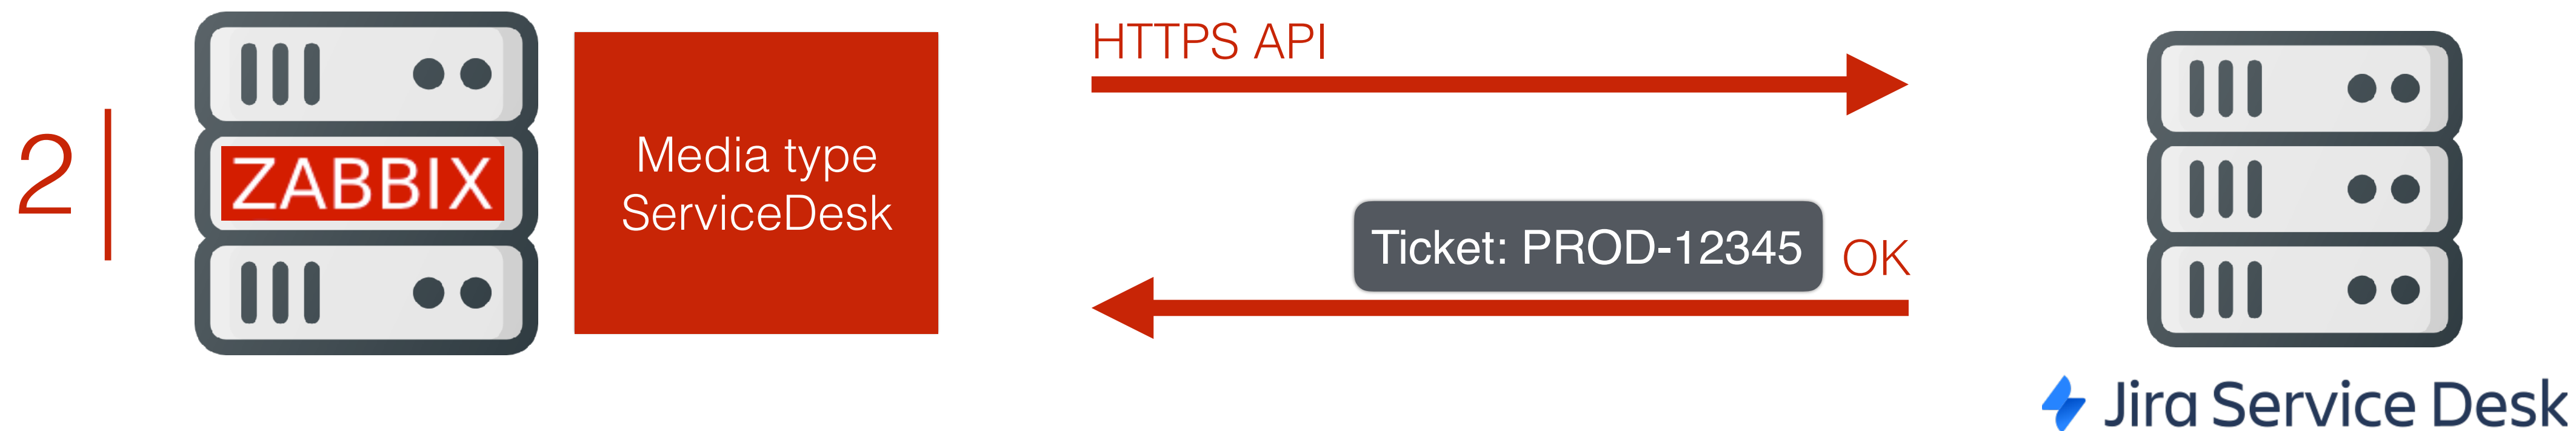 2
ZABBIX
Media type
ServiceDesk
HTTPS API
Ticket: PROD-12345
OK
Jira Service Desk